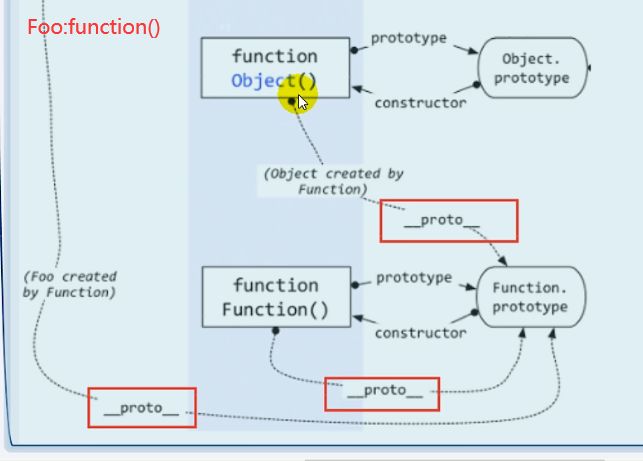 Foo:function()
prototype
function
Object()
Object.
prototype
constructor
(Object created by
Function)
__proto__
(Foo created
by Function)
function
Function()
prototype
Function.
prototype
constructor
__proto__
__proto__